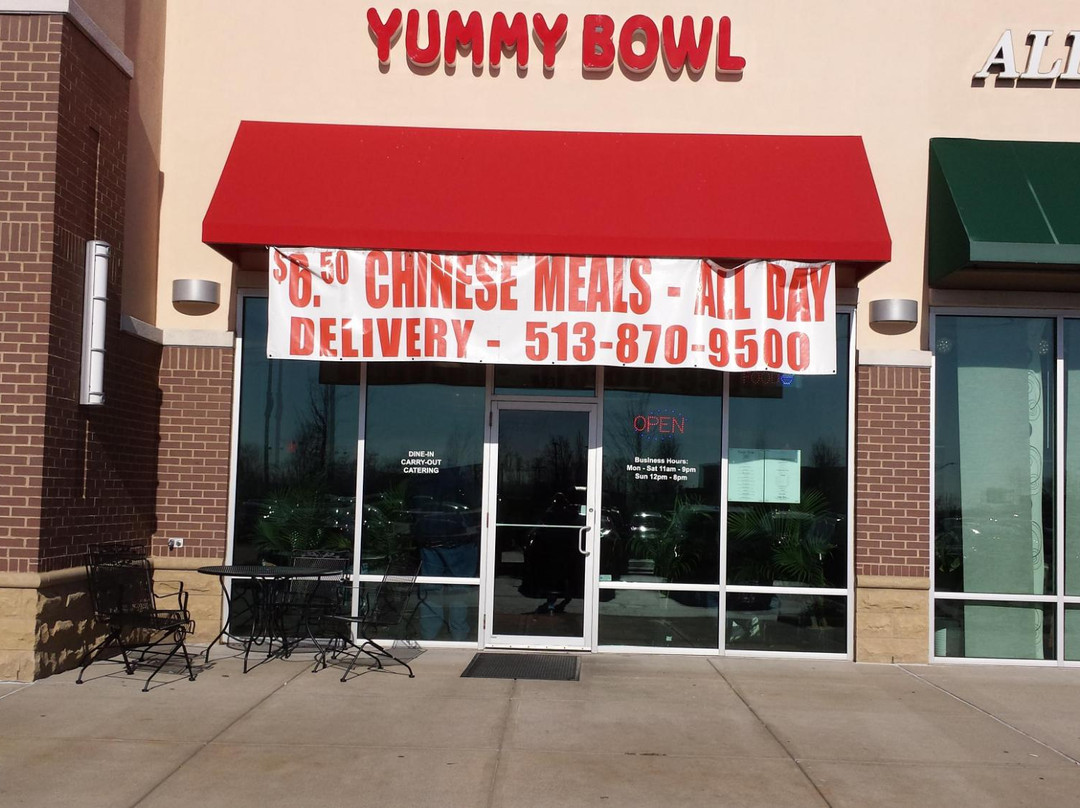 YUMMY BOWL
$6.50 CHINESE MEALS - ALL DAY
DELIVERY - 513-870-9500
FOOD
OPEN
DINE-IN
CARRY-OUT
CATERING
Business Hours:
Mon - Sat 11am - 9pm
Sun 12pm - 8pm